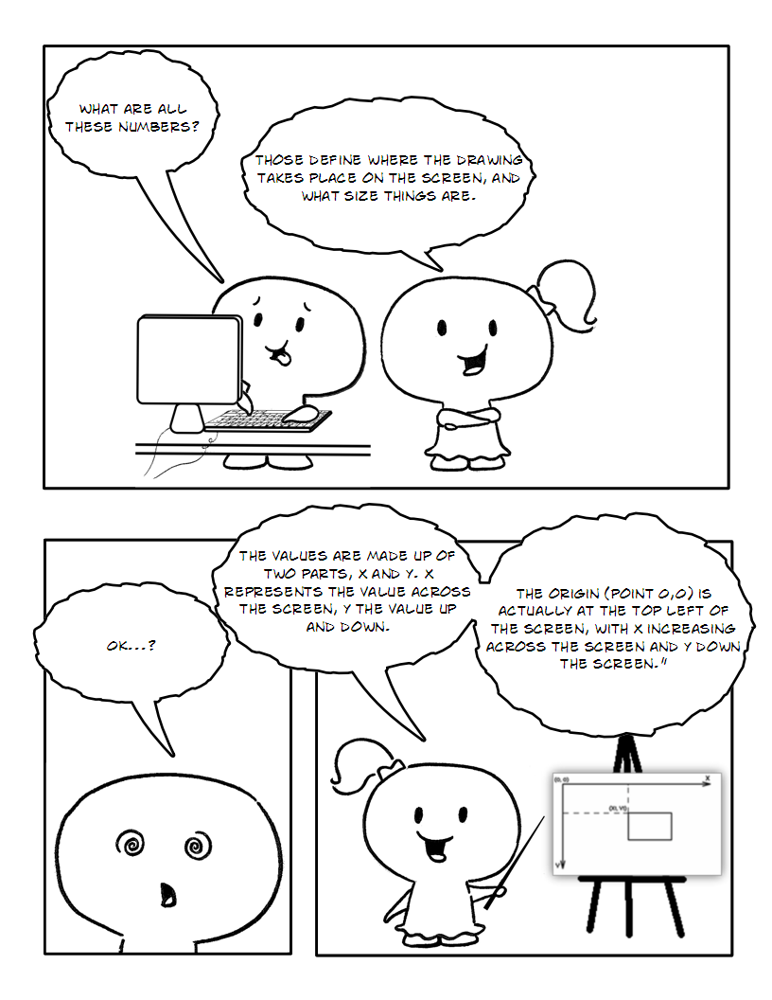 WHAT ARE ALL
THESE NUMBERS?
THOSE DEFINE WHERE THE DRAWING
TAKES PLACE ON THE SCREEN, AND
WHAT SIZE THINGS ARE.
OK...?
THE VALUES ARE MADE UP OF
TWO PARTS, X AND Y. X
REPRESENTS THE VALUE ACROSS
THE SCREEN, Y THE VALUE UP
AND DOWN.
THE ORIGIN (POINT 0,0) IS
ACTUALLY AT THE TOP LEFT OF
THE SCREEN, WITH X INCREASING
ACROSS THE SCREEN AND Y DOWN
THE SCREEN."
(0, 0)
X
Y